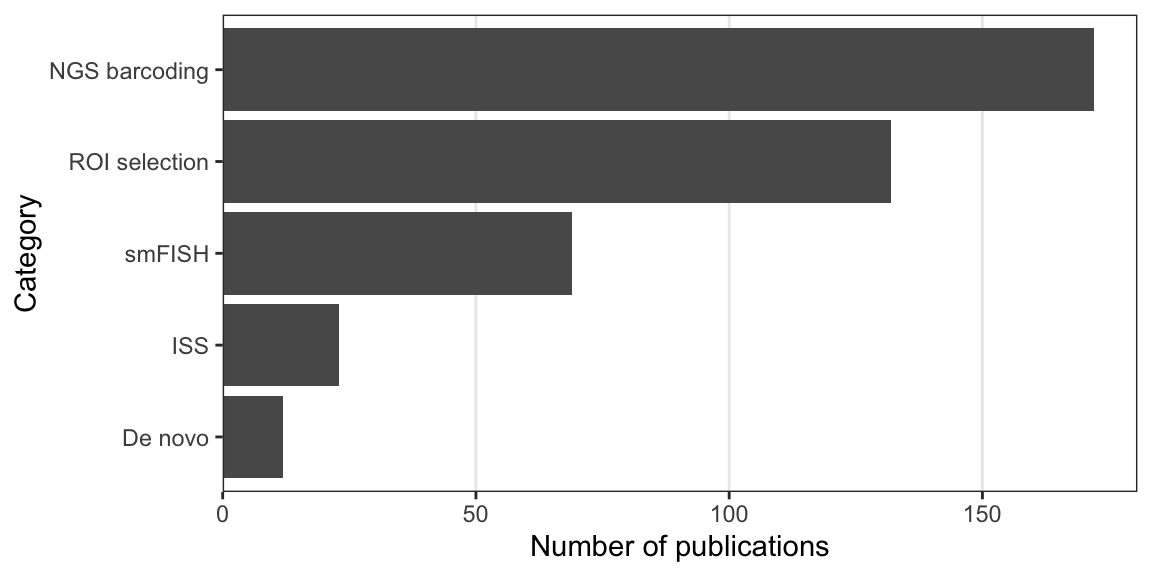 Category
NGS barcoding
ROI selection
smFISH
ISS
De novo
0 50 100 150
Number of publications